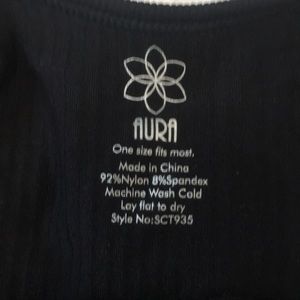 AURA
One size fits most.
Made in China
92%Nylon 8%Spandex
Machine Wash Cold
Lay flat to dry
Style No:SCT935